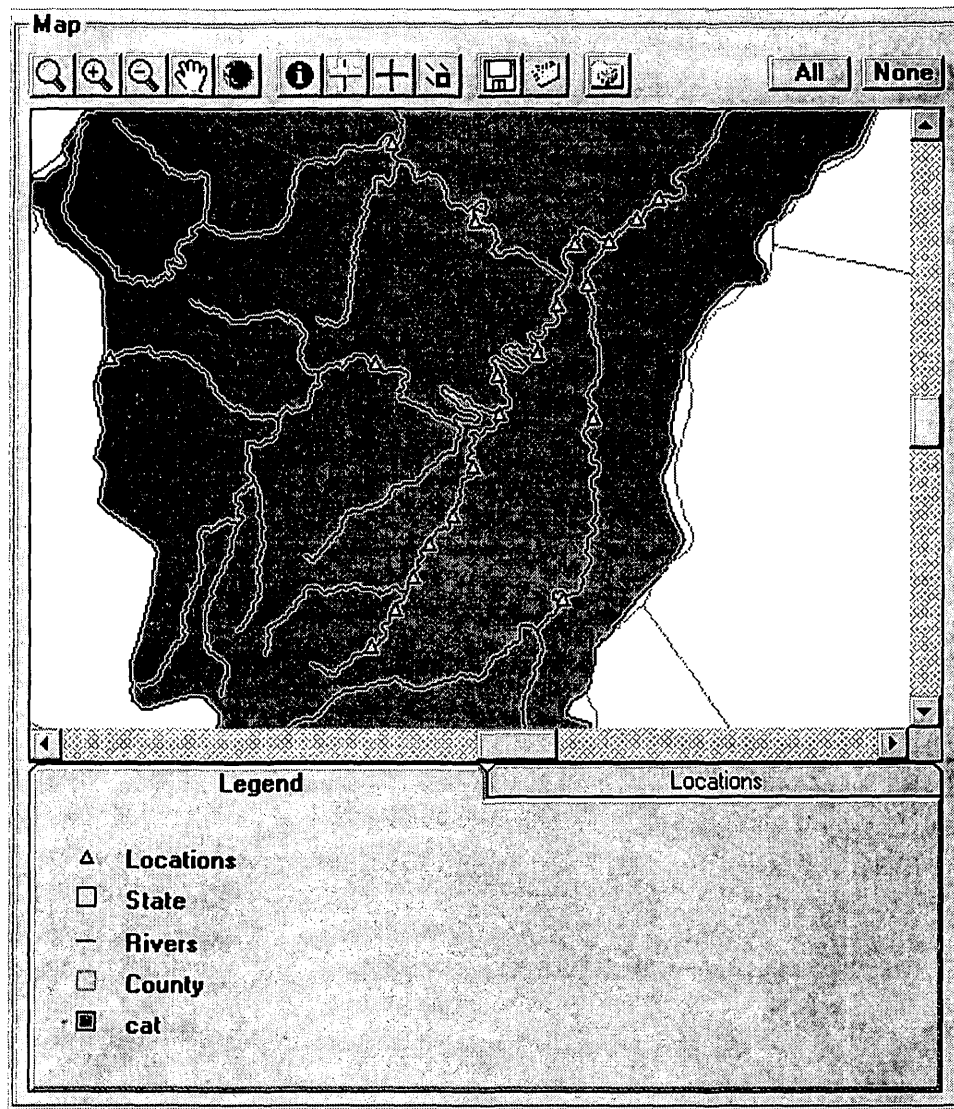 Map
All None
Legend Locations
Locations
State
Rivers
County
cat